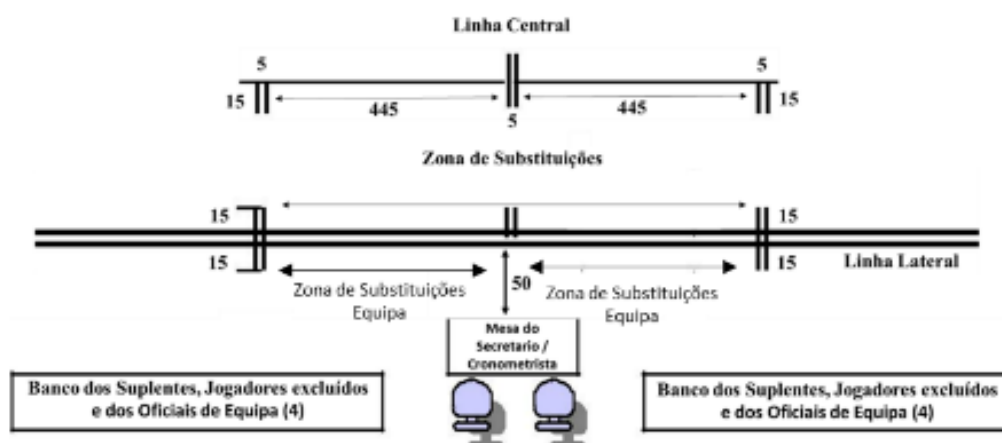 Linha Central
5 5
15 445 445 15
5
Zona de Substituições
15 15
15 15
Linha Lateral
50
Zona de Substituições
Equipa
Zona de Substituições
Equipa
Mesa do
Secretario /
Cronometrista
Banco dos Suplentes, Jogadores excluídos
e dos Oficiais de Equipa (4)
Banco dos Suplentes, Jogadores excluídos
e dos Oficiais de Equipa (4)